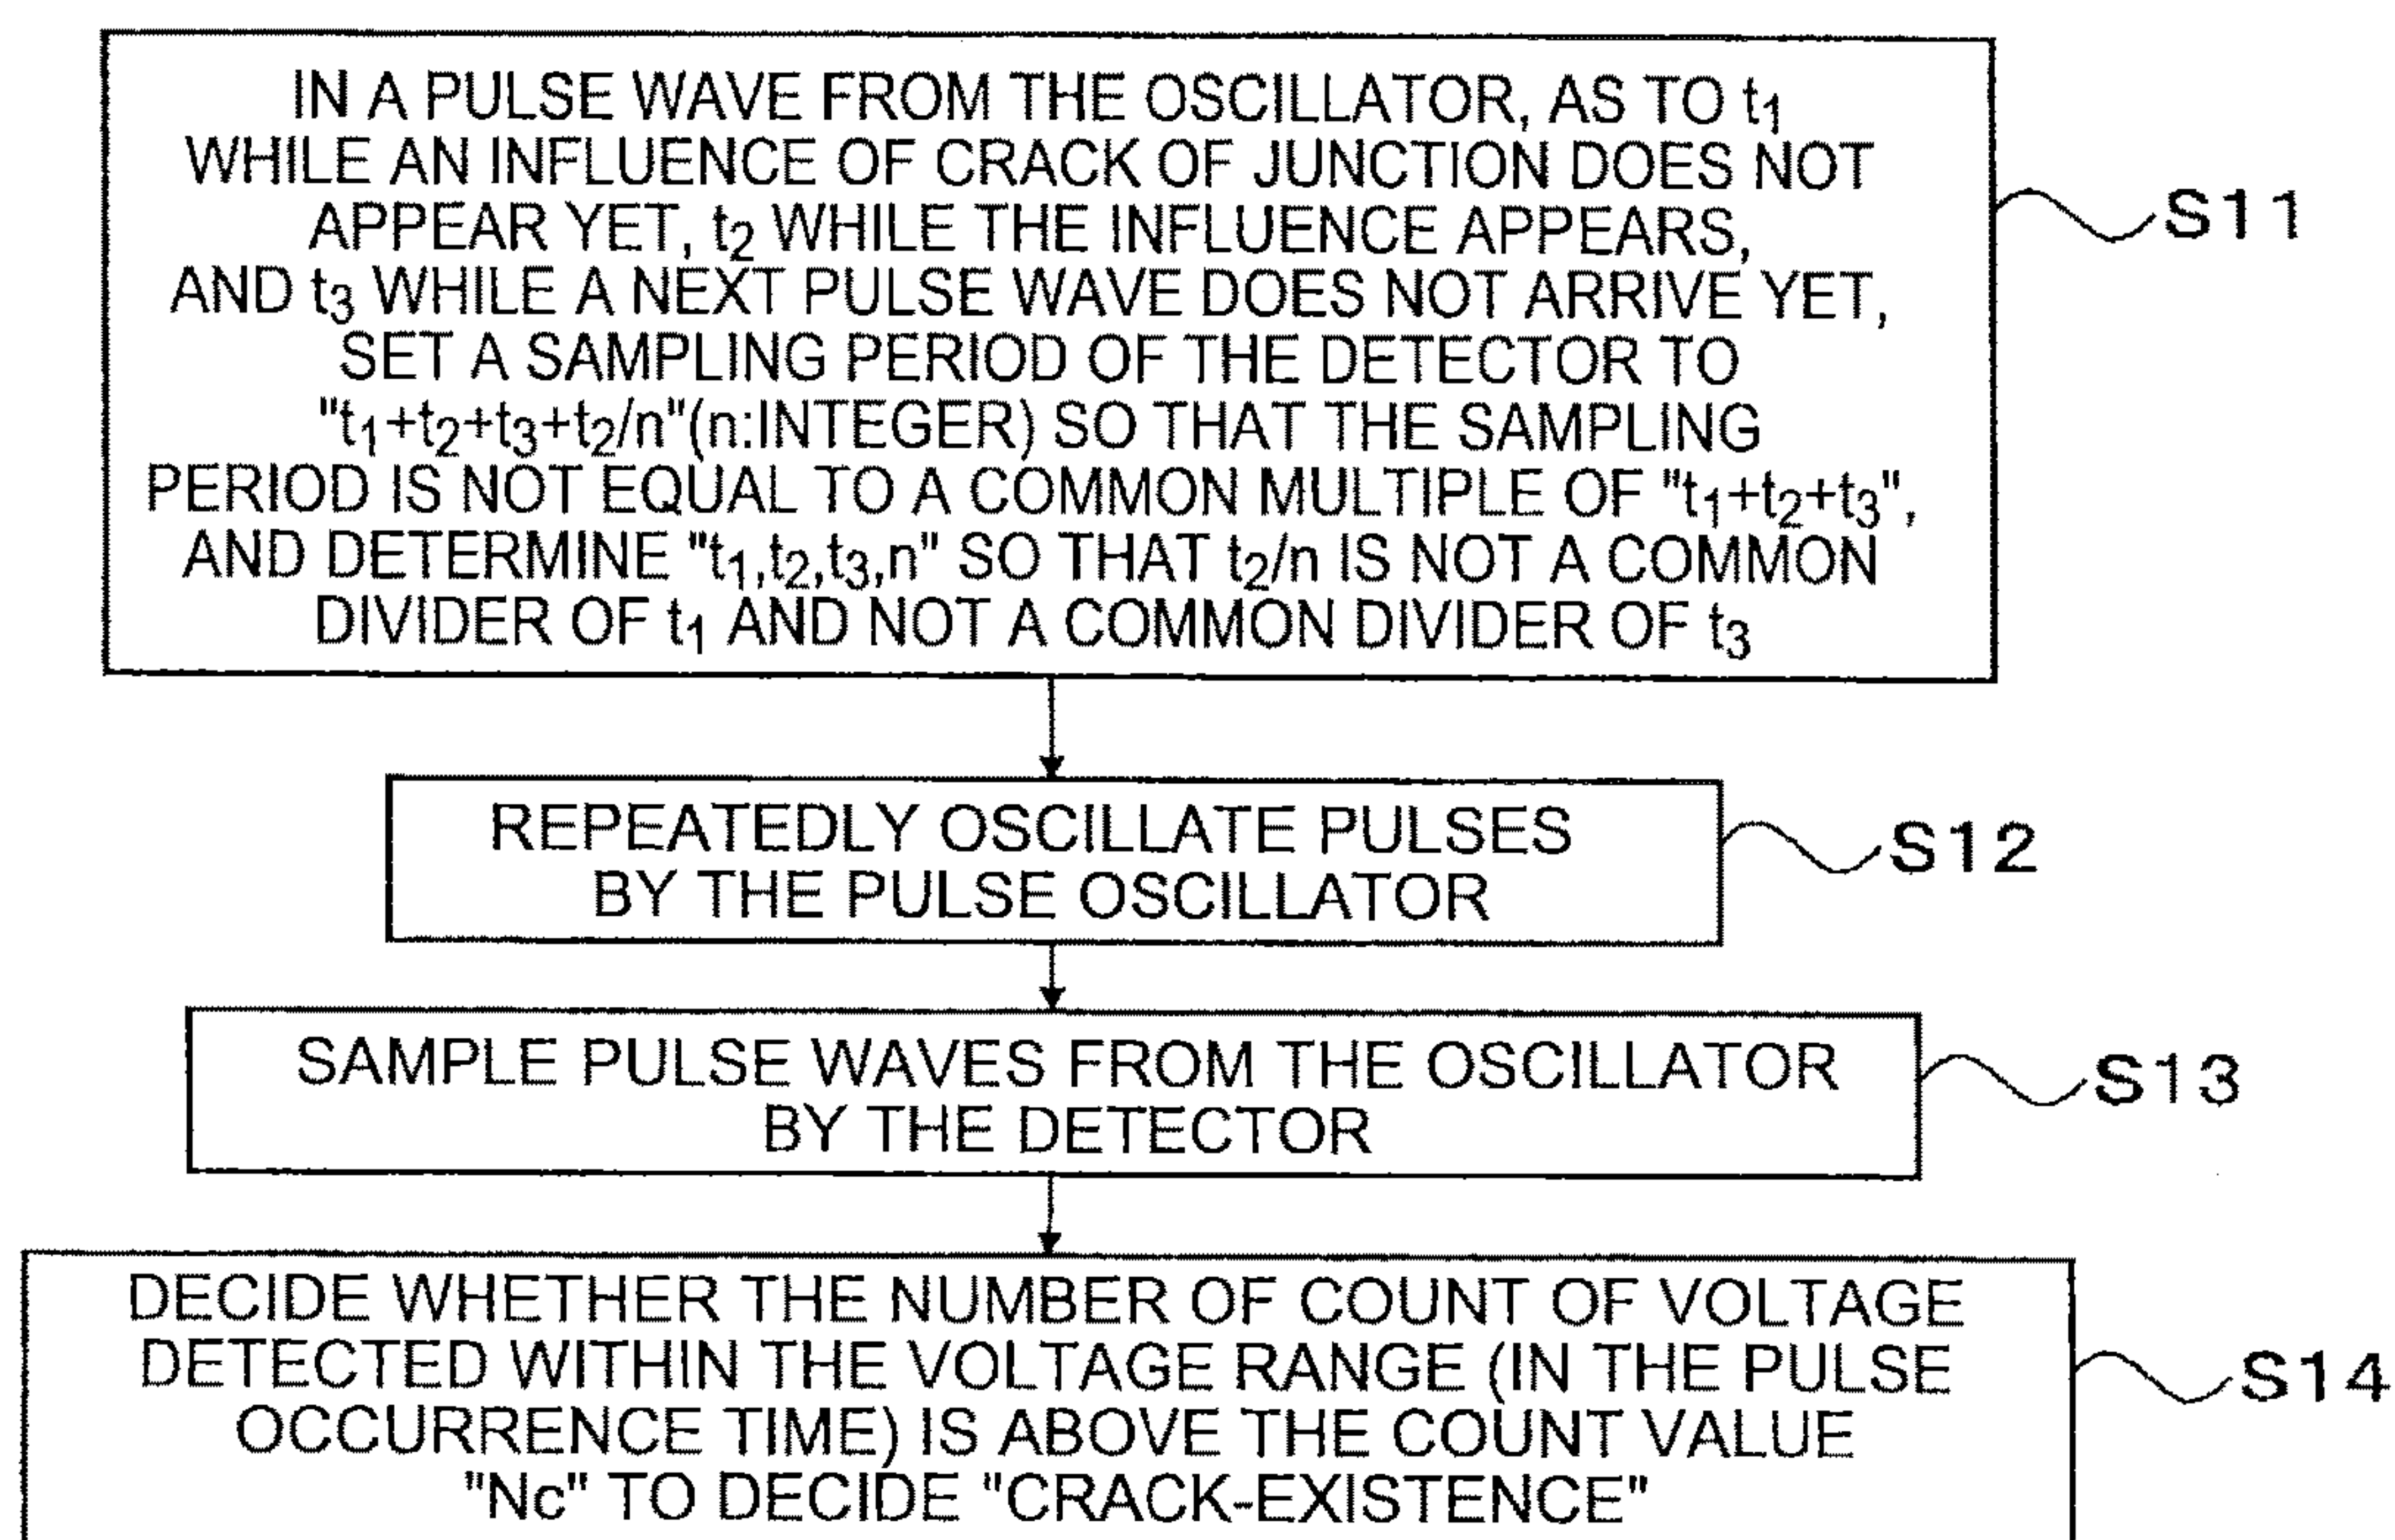 IN A PULSE WAVE FROM THE OSCILLATOR, AS TO t1
WHILE AN INFLUENCE OF CRACK OF JUNCTION DOES NOT
APPEAR YET, t2 WHILE THE INFLUENCE APPEARS,
AND t3 WHILE A NEXT PULSE WAVE DOES NOT ARRIVE YET,
SET A SAMPLING PERIOD OF THE DETECTOR TO
"t1+t2+t3+t2/n"(n:INTEGER) SO THAT THE SAMPLING
PERIOD IS NOT EQUAL TO A COMMON MULTIPLE OF "t1+t2+t3",
AND DETERMINE "t1,t2,t3,n" SO THAT t2/n IS NOT A COMMON
DIVIDER OF t1 AND NOT A COMMON DIVIDER OF t3
S11
REPEATEDLY OSCILLATE PULSES
BY THE PULSE OSCILLATOR
S12
SAMPLE PULSE WAVES FROM THE OSCILLATOR
BY THE DETECTOR
S13
DECIDE WHETHER THE NUMBER OF COUNT OF VOLTAGE
DETECTED WITHIN THE VOLTAGE RANGE (IN THE PULSE
OCCURRENCE TIME) IS ABOVE THE COUNT VALUE
"Nc" TO DECIDE "CRACK-EXISTENCE"
S14